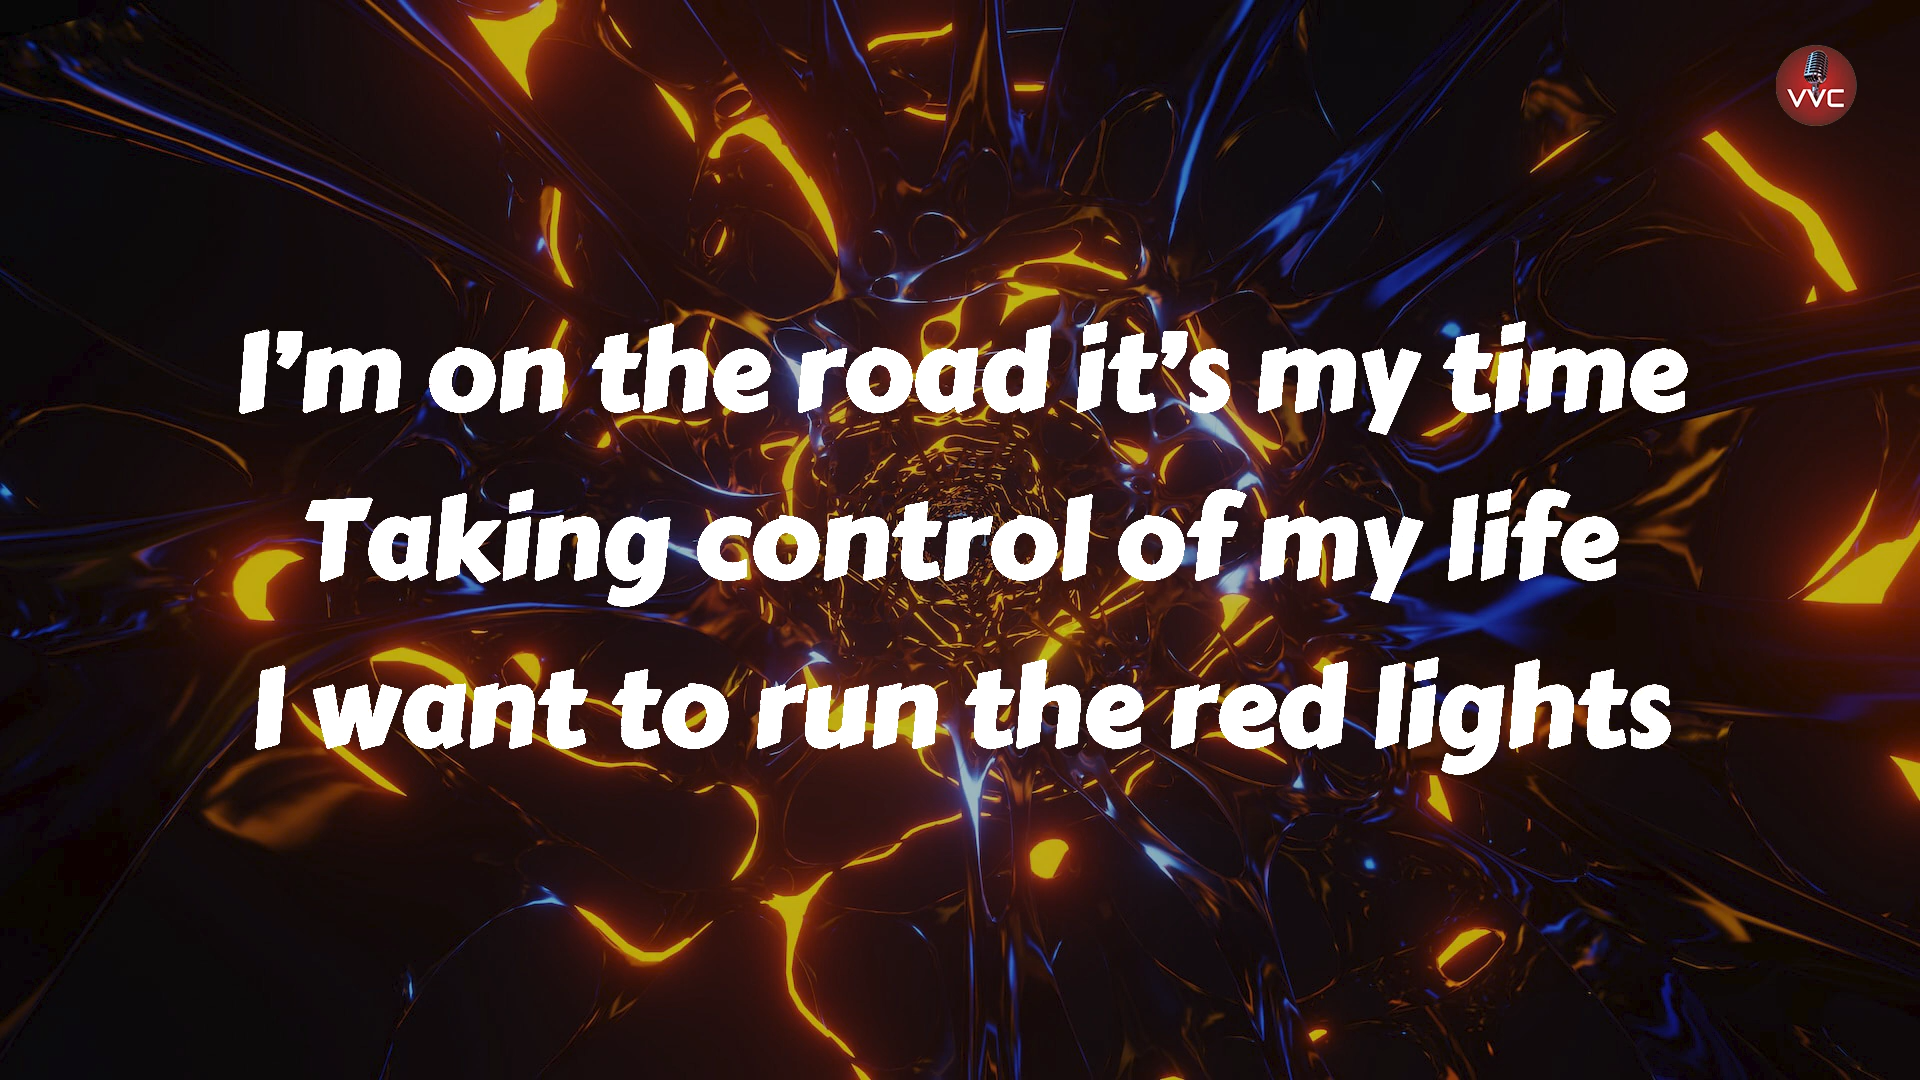 VVC
I’m on the road it’s my time
Taking control of my life
I want to run the red lights